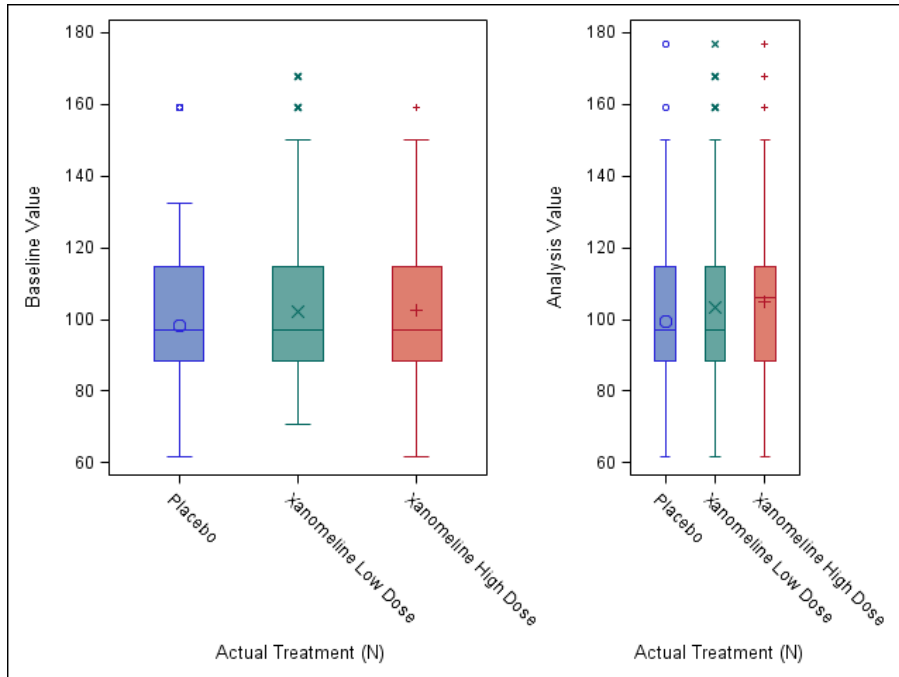 180
160
140
120
100
80
60
Baseline Value
Placebo
Xanomeline Low Dose
Xanomeline High Dose
Actual Treatment (N)
180
160
140
120
100
80
60
Analysis Value
Placebo
Xanomeline Low Dose
Xanomeline High Dose
Actual Treatment (N)